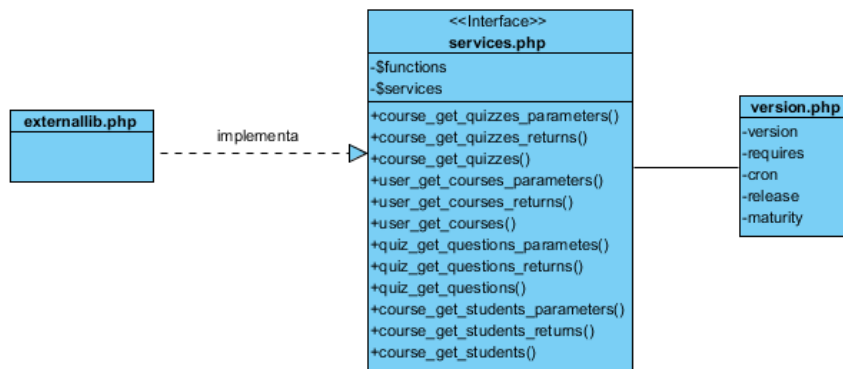 externallib.php
implementa
<<Interface>>
services.php
-$functions
-$services
+course_get_quizzes_parameters()
+course_get_quizzes_returns()
+course_get_quizzes()
+user_get_courses_parameters()
+user_get_courses_returns()
+user_get_courses()
+quiz_get_questions_parametes()
+quiz_get_questions_returns()
+quiz_get_questions()
+course_get_students_parameters()
+course_get_students_returns()
+course_get_students()
version.php
-version
-requires
-cron
-release
-maturity